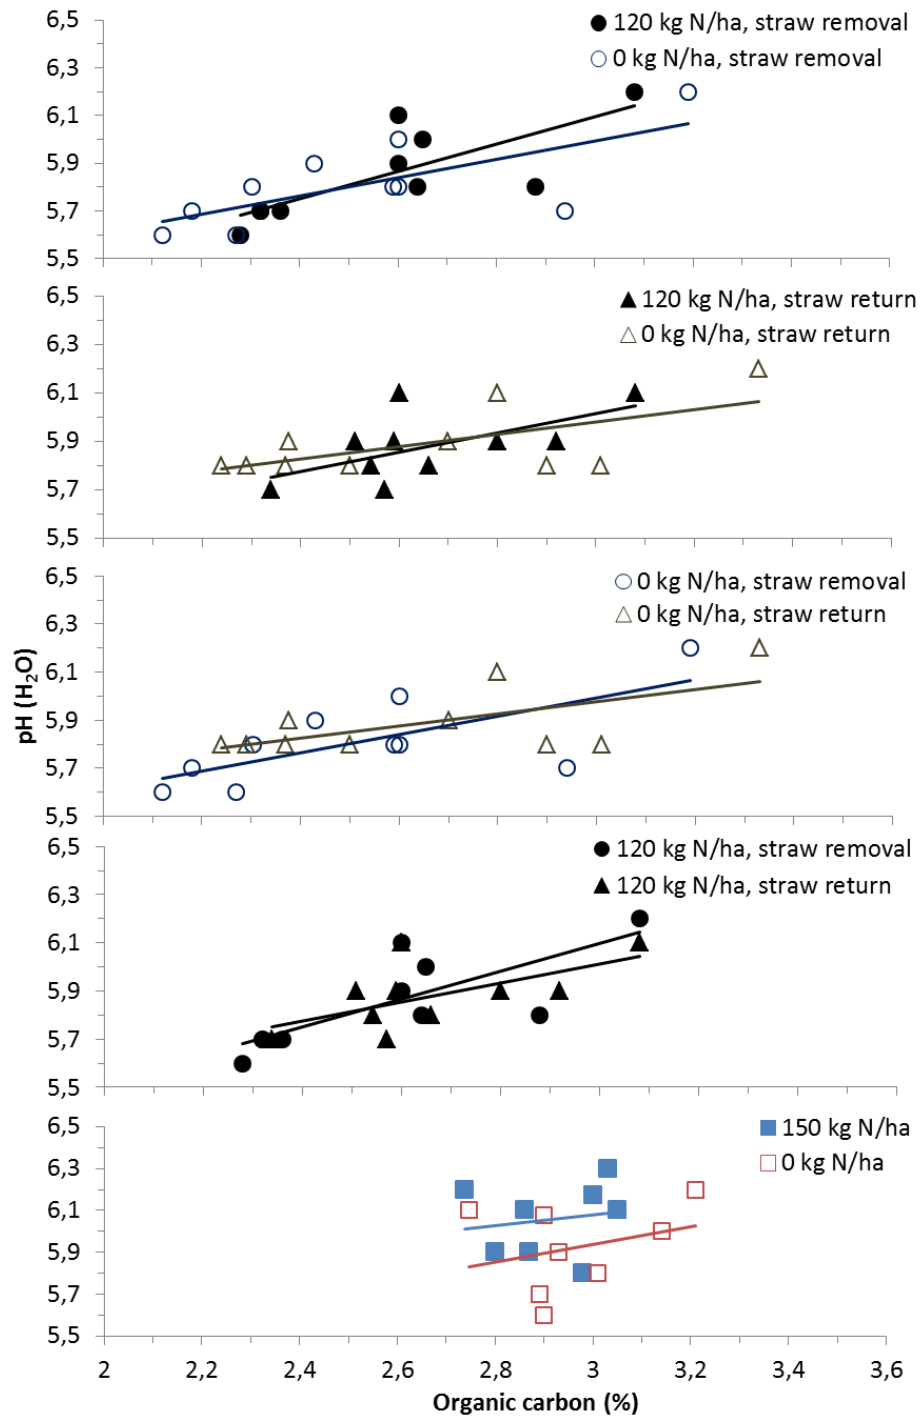 6,5
120 kg N/ha, straw removal
0 kg N/ha, straw removal
6,3
6,1
5,9
5,7
5,5
6,5
120 kg N/ha, straw return
0 kg N/ha, straw return
6,3
6,1
5,9
5,7
5,5
6,5
0 kg N/ha, straw removal
0 kg N/ha, straw return
6,3
6,1
5,9
5,7
5,5
pH (H₂O)
6,5
120 kg N/ha, straw removal
120 kg N/ha, straw return
6,3
6,1
5,9
5,7
5,5
6,5
150 kg N/ha
0 kg N/ha
6,3
6,1
5,9
5,7
5,5
2 2,2 2,4 2,6 2,8 3 3,2 3,4 3,6
Organic carbon (%)